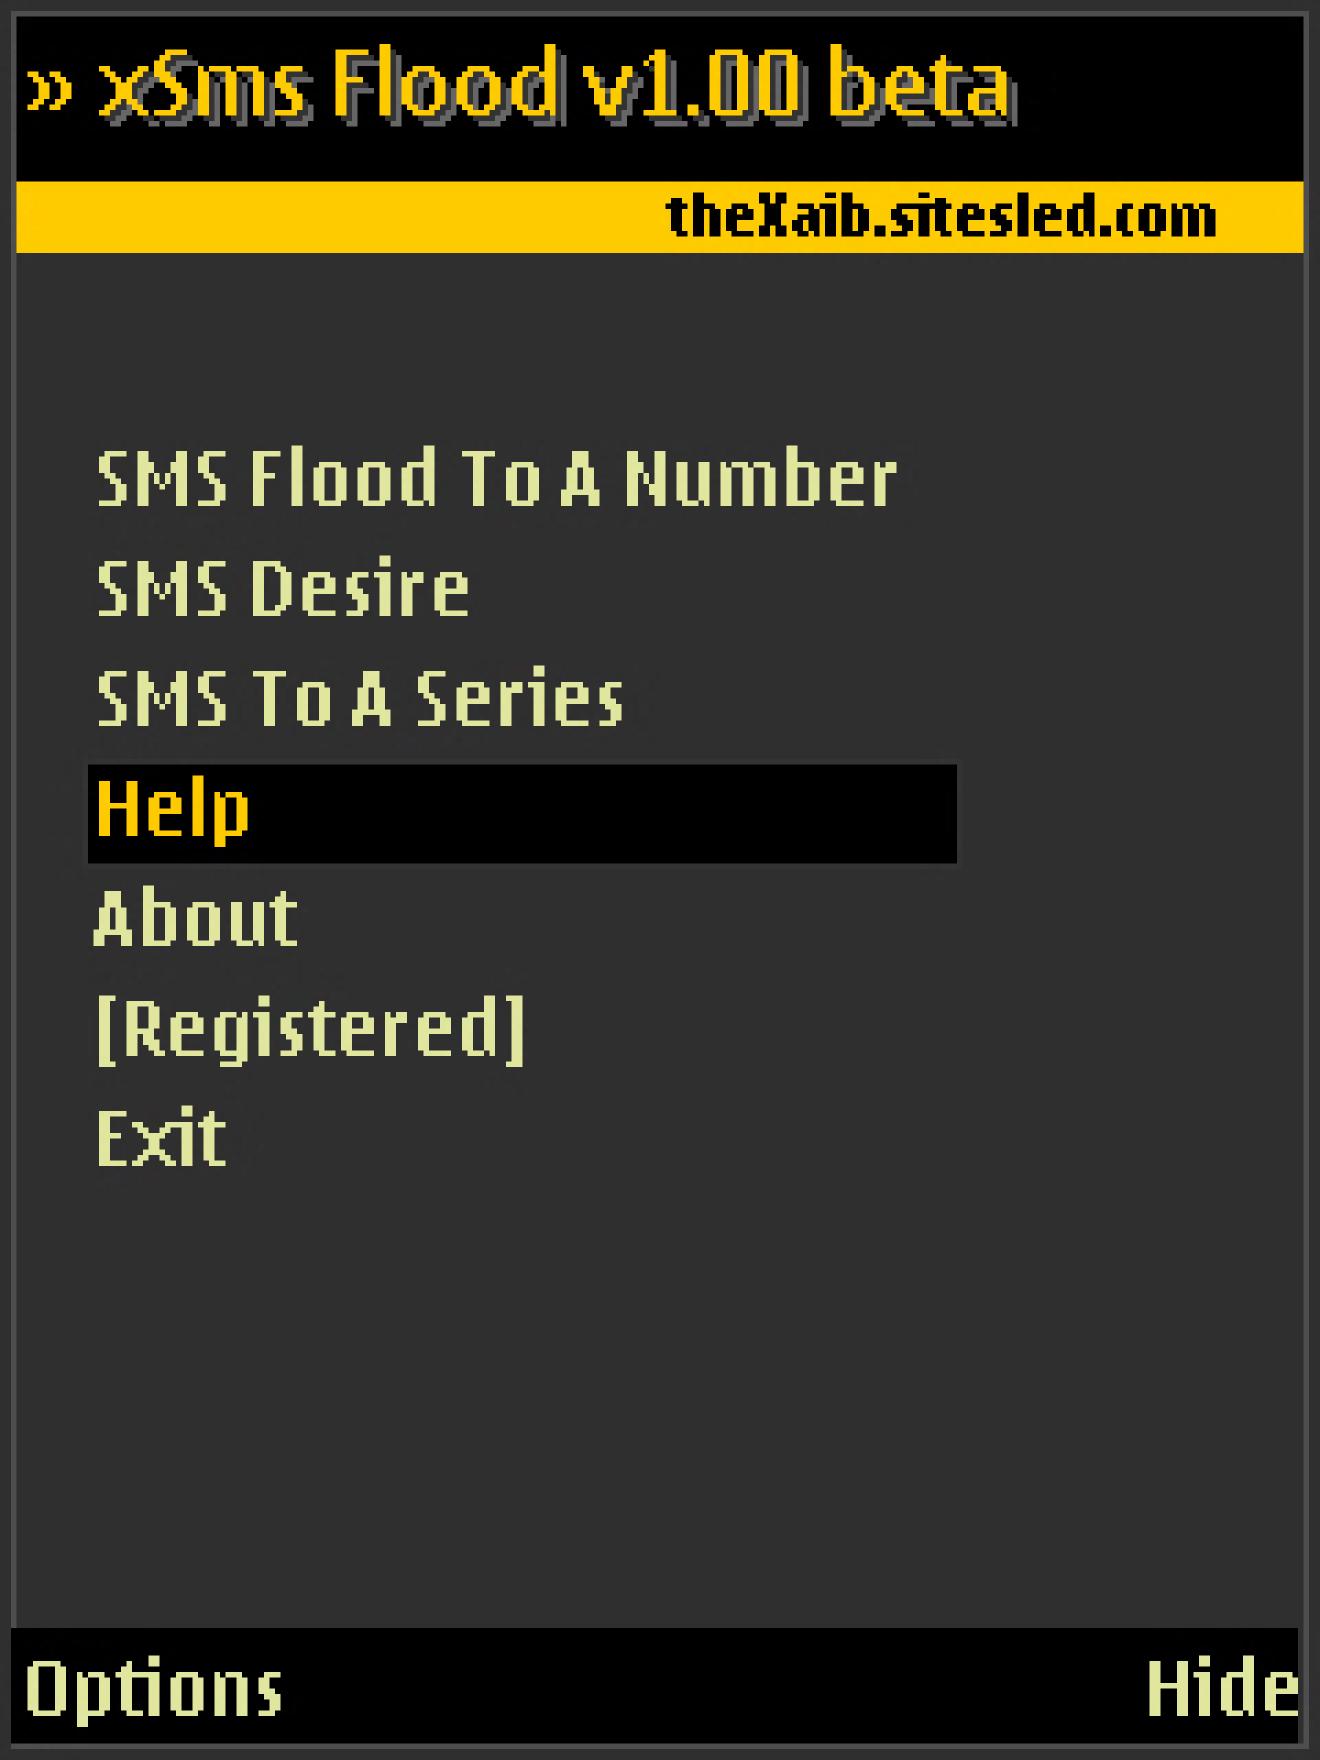 » xSms Flood v1.00 beta
theXaib.sitesled.com
SMS Flood To A Number
SMS Desire
SMS To A Series
Help
About
[Registered]
Exit
Options Hide